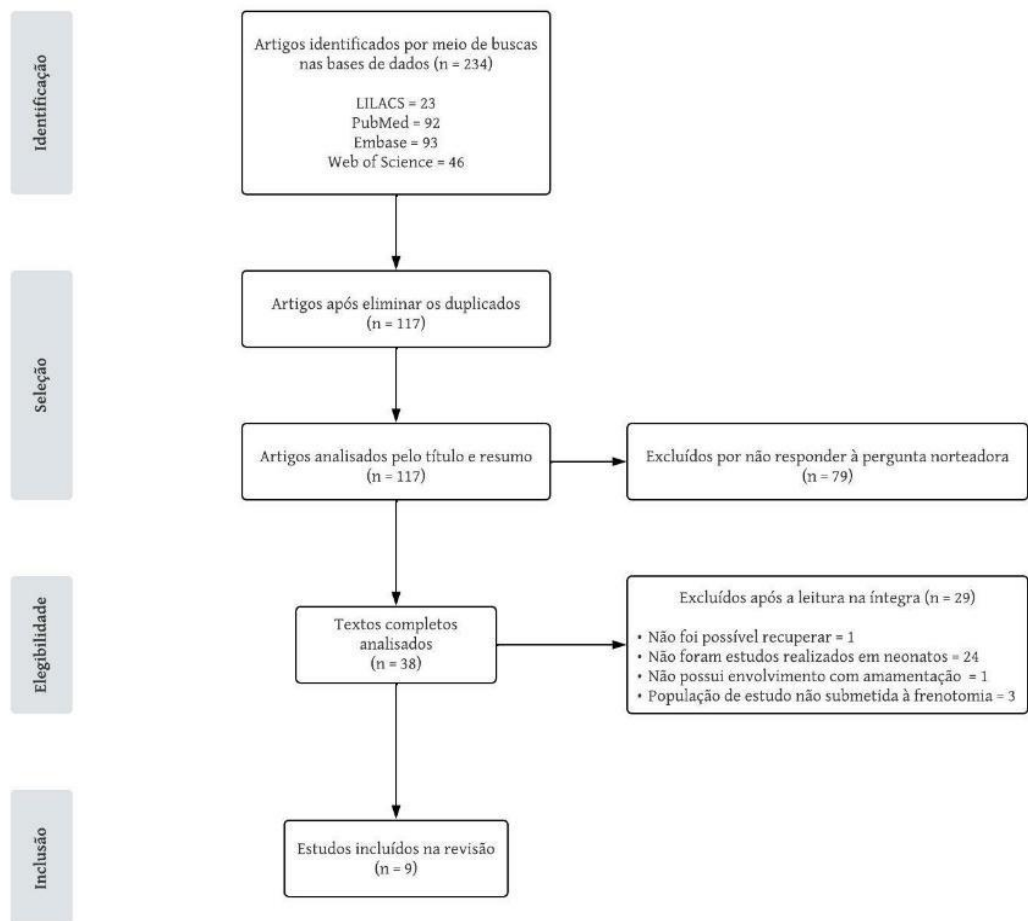 Identificação
Artigos identificados por meio de buscas
nas bases de dados (n = 234)
LILACS = 23
PubMed = 92
Embase = 93
Web of Science = 46
Seleção
Artigos após eliminar os duplicados
(n = 117)
Artigos analisados pelo título e resumo
(n = 117)
Excluídos por não responder à pergunta norteadora
(n = 79)
Elegibilidade
Textos completos
analisados
(n = 38)
Excluídos após a leitura na íntegra (n = 29)
• Não foi possível recuperar = 1
• Não foram estudos realizados em neonatos = 24
• Não possui envolvimento com amamentação = 1
• População de estudo não submetida à frenotomia = 3
Inclusão
Estudos incluídos na revisão
(n = 9)